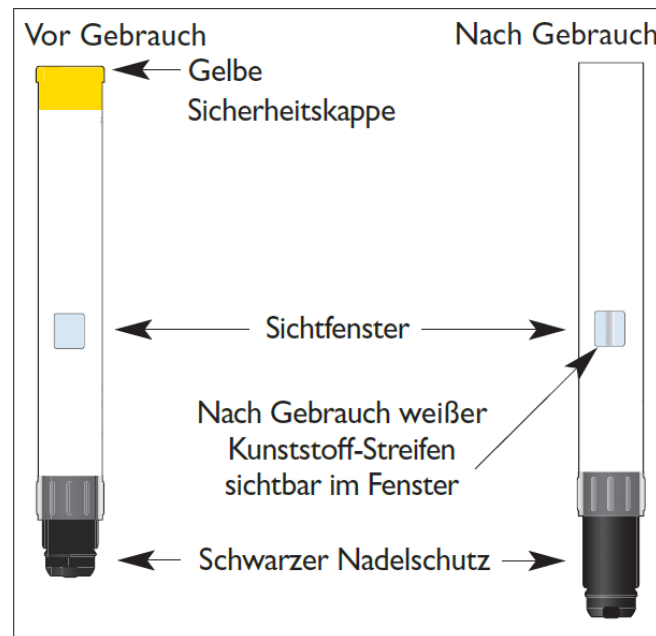 Vor Gebrauch
Nach Gebrauch
Gelbe
Sicherheitskappe
Sichtfenster
Nach Gebrauch weißer
Kunststoff-Streifen
sichtbar im Fenster
Schwarzer Nadelschutz